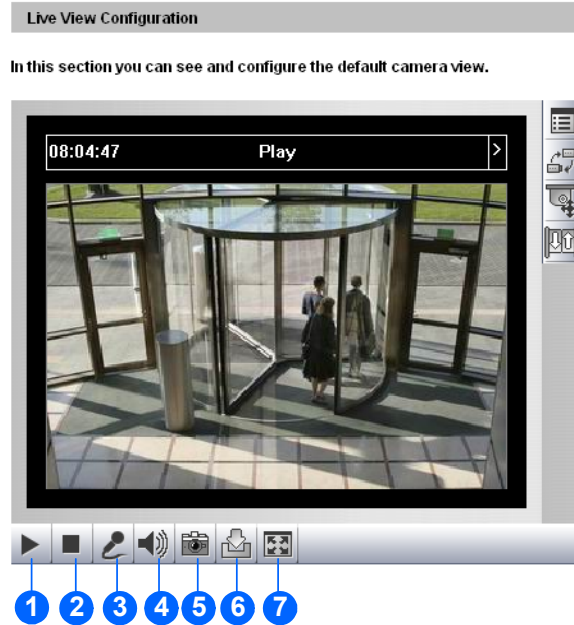 Live View Configuration
In this section you can see and configure the default camera view.
08:04:47 Play >
1 2 3 4 5 6 7